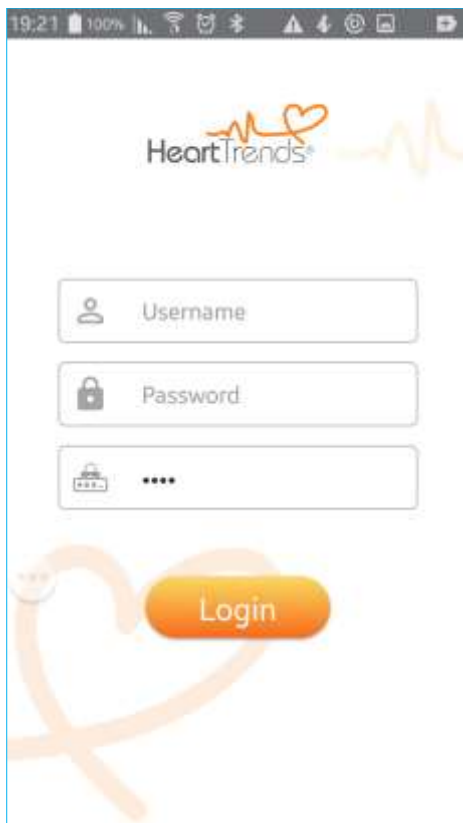 19:21 100%
HeartTrends®
Username
Password
••••
Login